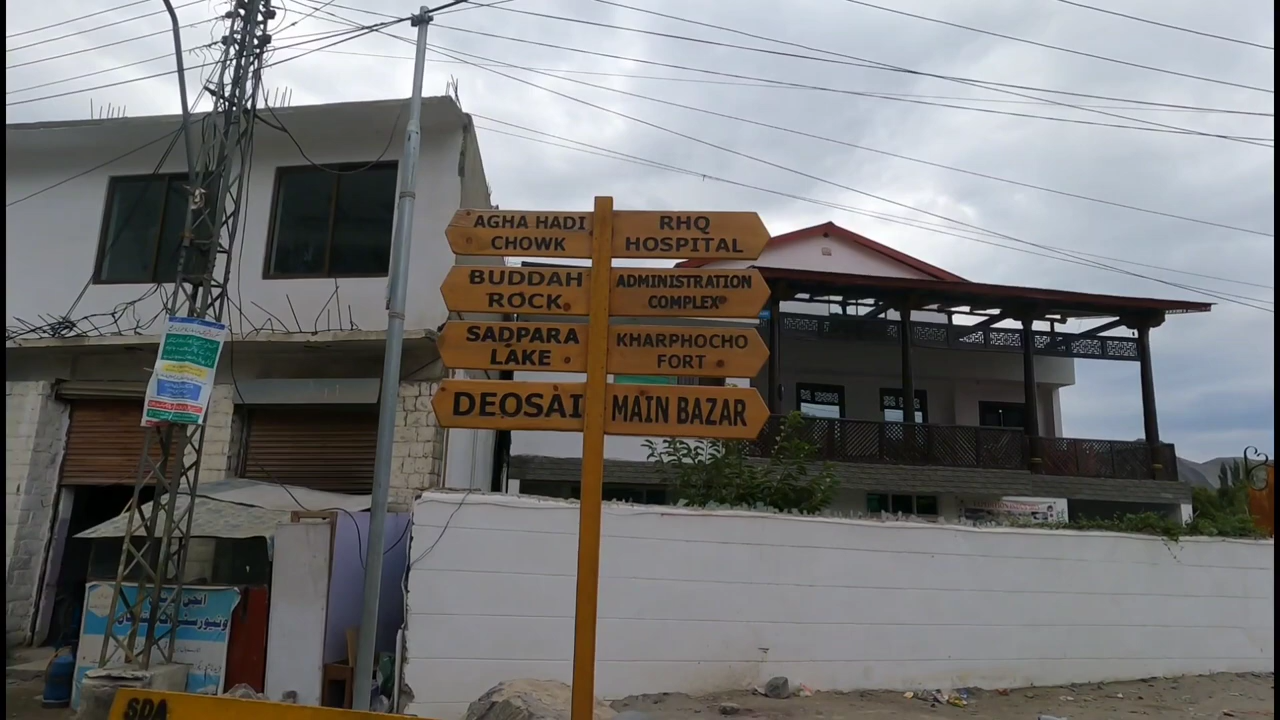 AGHA HADI
CHOWK
RHQ
HOSPITAL
BUDDAH
ROCK
ADMINISTRATION
COMPLEX
SADPARA
LAKE
KHARPHOCHO
FORT
DEOSAI
MAIN BAZAR
SDA